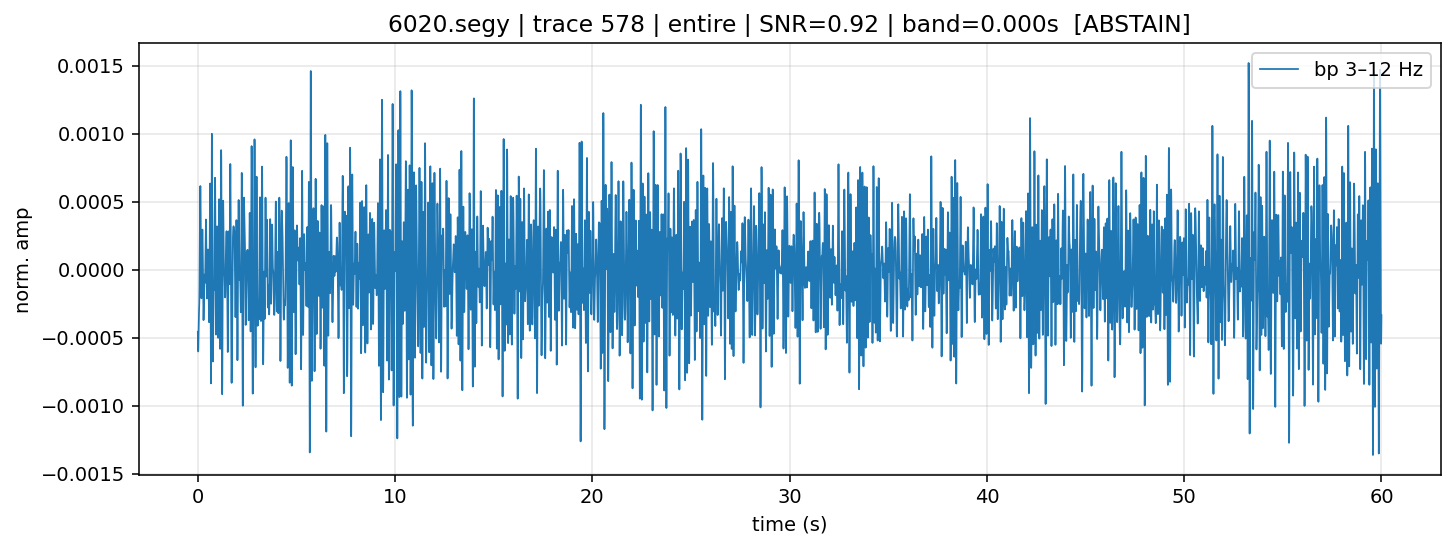 6020.segy | trace 578 | entire | SNR=0.92 | band=0.000s  [ABSTAIN]
bp 3–12 Hz
norm. amp
0.0015
0.0010
0.0005
0.0000
−0.0005
−0.0010
−0.0015
0 10 20 30 40 50 60
time (s)